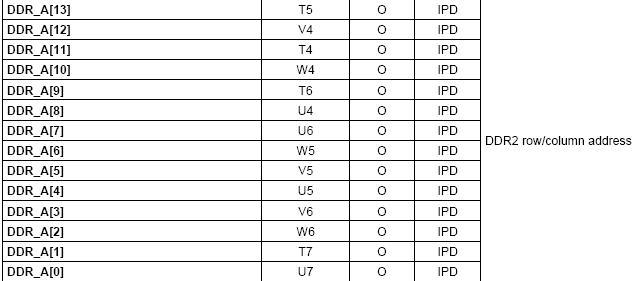 DDR_A[13] T5 O IPD
DDR_A[12] V4 O IPD
DDR_A[11] T4 O IPD
DDR_A[10] W4 O IPD
DDR_A[9] T6 O IPD
DDR_A[8] U4 O IPD
DDR_A[7] U6 O IPD
DDR_A[6] W5 O IPD
DDR2 row/column address
DDR_A[5] V5 O IPD
DDR_A[4] U5 O IPD
DDR_A[3] V6 O IPD
DDR_A[2] W6 O IPD
DDR_A[1] T7 O IPD
DDR_A[0] U7 O IPD